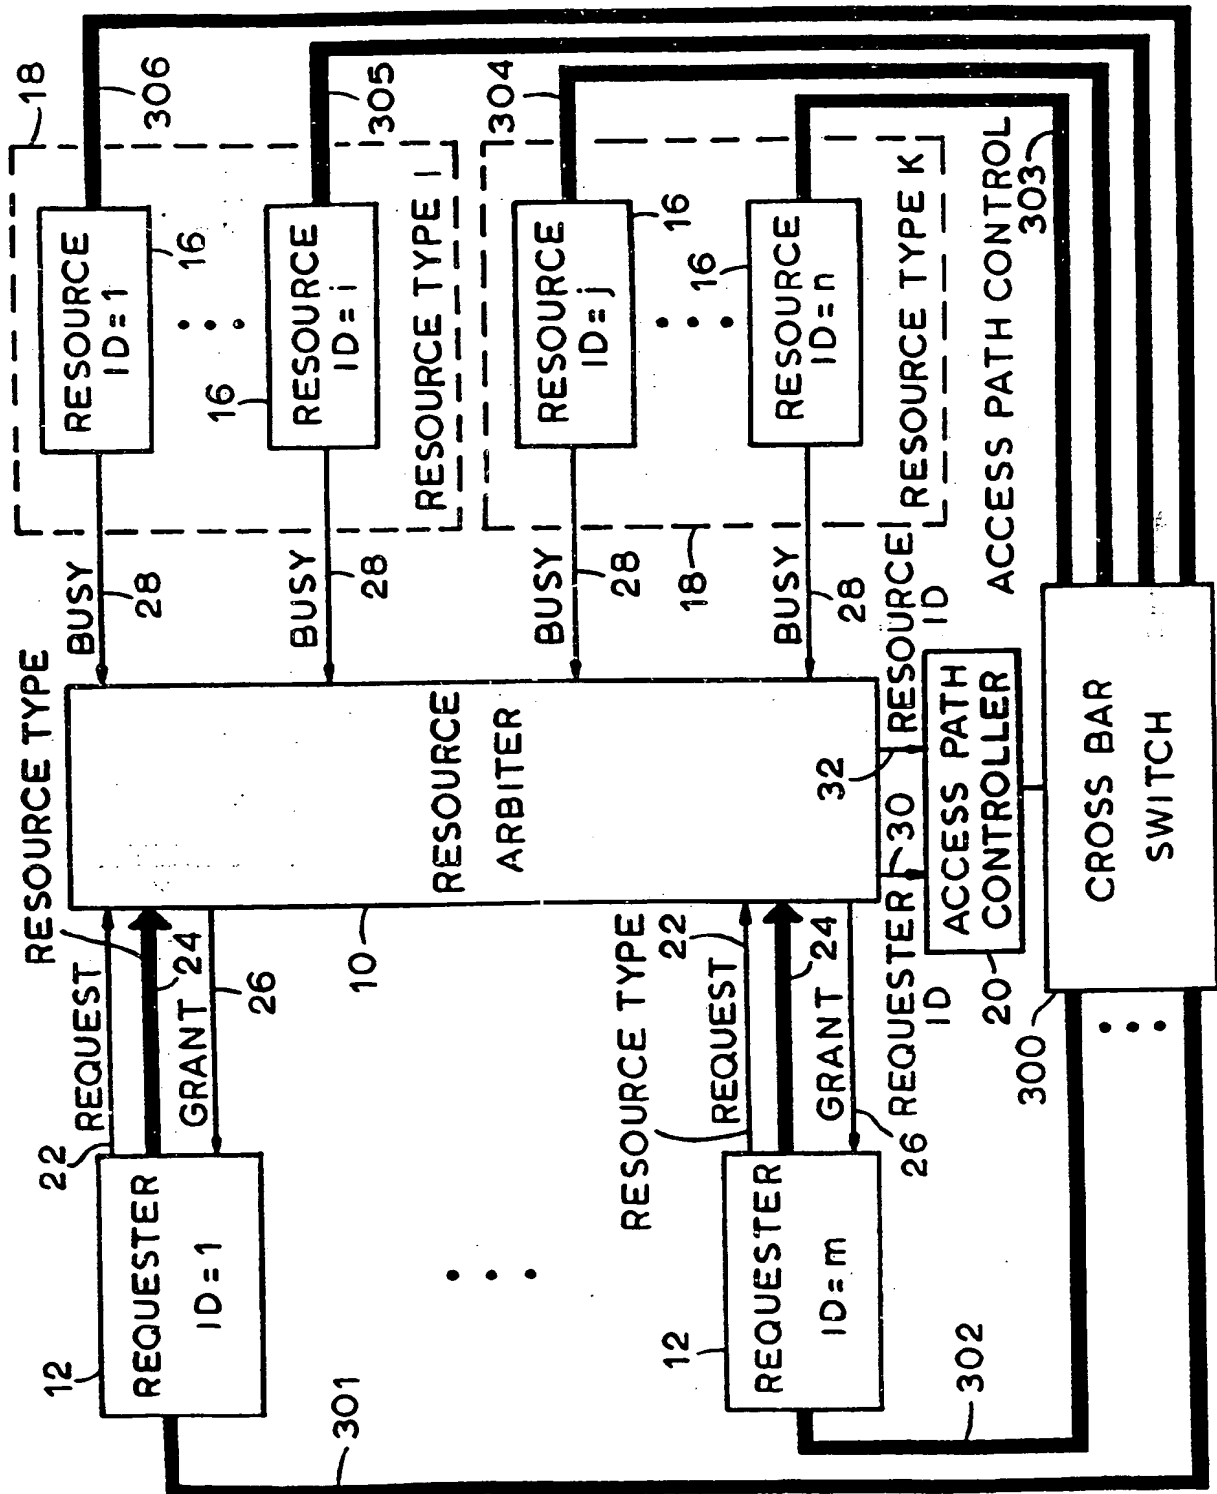 301
12
REQUESTER
ID=1
22
REQUEST
RESOURCE TYPE
24
GRANT
26
10
RESOURCE
ARBITER
BUSY
28
18
RESOURCE
ID=1
16
306
BUSY
28
16
RESOURCE
ID=i
305
RESOURCE TYPE I
12
REQUESTER
ID=m
302
RESOURCE TYPE
REQUEST
22
24
GRANT
26
BUSY
28
304
RESOURCE
ID=j
16
18
BUSY
28
16
RESOURCE
ID=n
RESOURCE TYPE K
REQUESTER
ID
30
32
RESOURCE
ID
20
ACCESS PATH
CONTROLLER
ACCESS PATH CONTROL
303
300
CROSS BAR
SWITCH